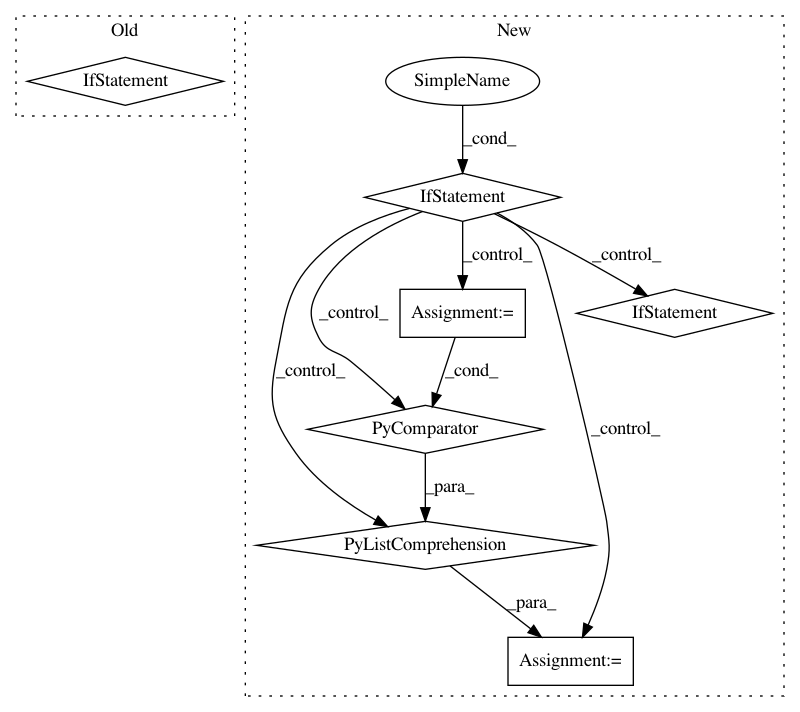 Old
New
IfStatement
SimpleName
_cond_
IfStatement
_control_
_control_
Assignment:=
IfStatement
_control_
_control_
_cond_
_control_
PyComparator
_para_
PyListComprehension
_para_
Assignment:=